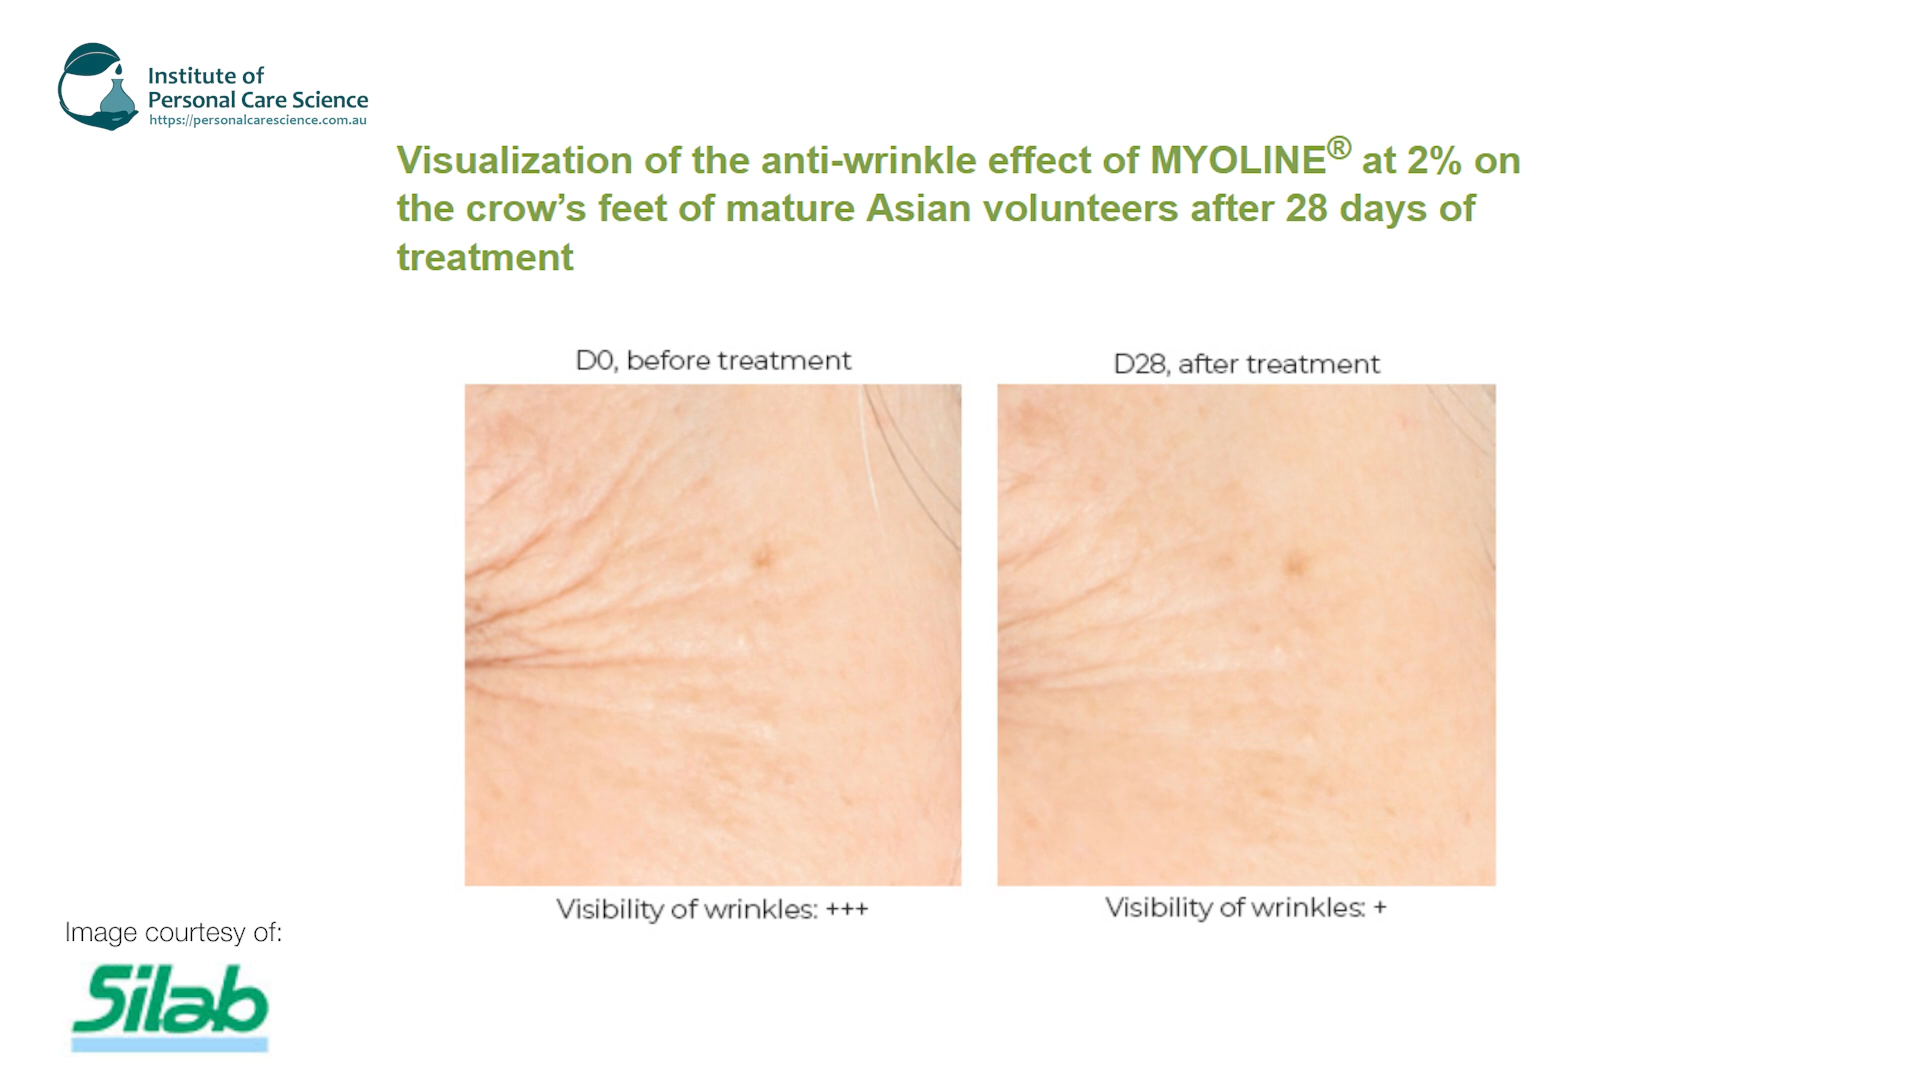 Institute of
Personal Care Science
https://personalcarescience.com.au
Visualization of the anti-wrinkle effect of MYOLINE® at 2% on
the crow’s feet of mature Asian volunteers after 28 days of
treatment
D0, before treatment
D28, after treatment
Visibility of wrinkles: +++
Visibility of wrinkles: +
Image courtesy of:
Silab